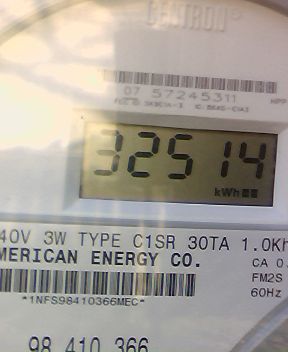 CENTRON®
07 57245311 HPP
32514
kWh
40V 3W TYPE C1SR 30TA 1.0Kh
MERICAN ENERGY CO. CA 0.
FM2S
*1NFS98410366MEC* 60Hz
98 410 366